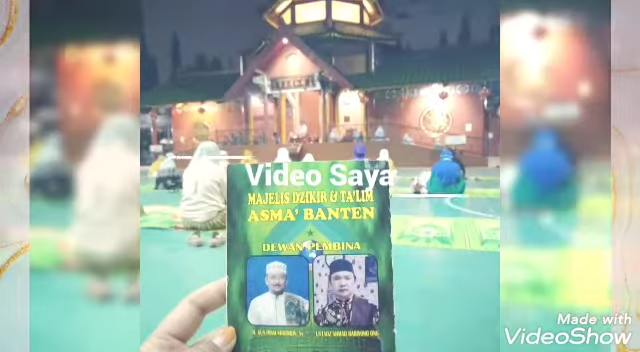 Video Saya
MAJELIS DZIKIR & TA'LIM
ASMA' BANTEN
DEWAN PEMBINA
Made with
VideoShow